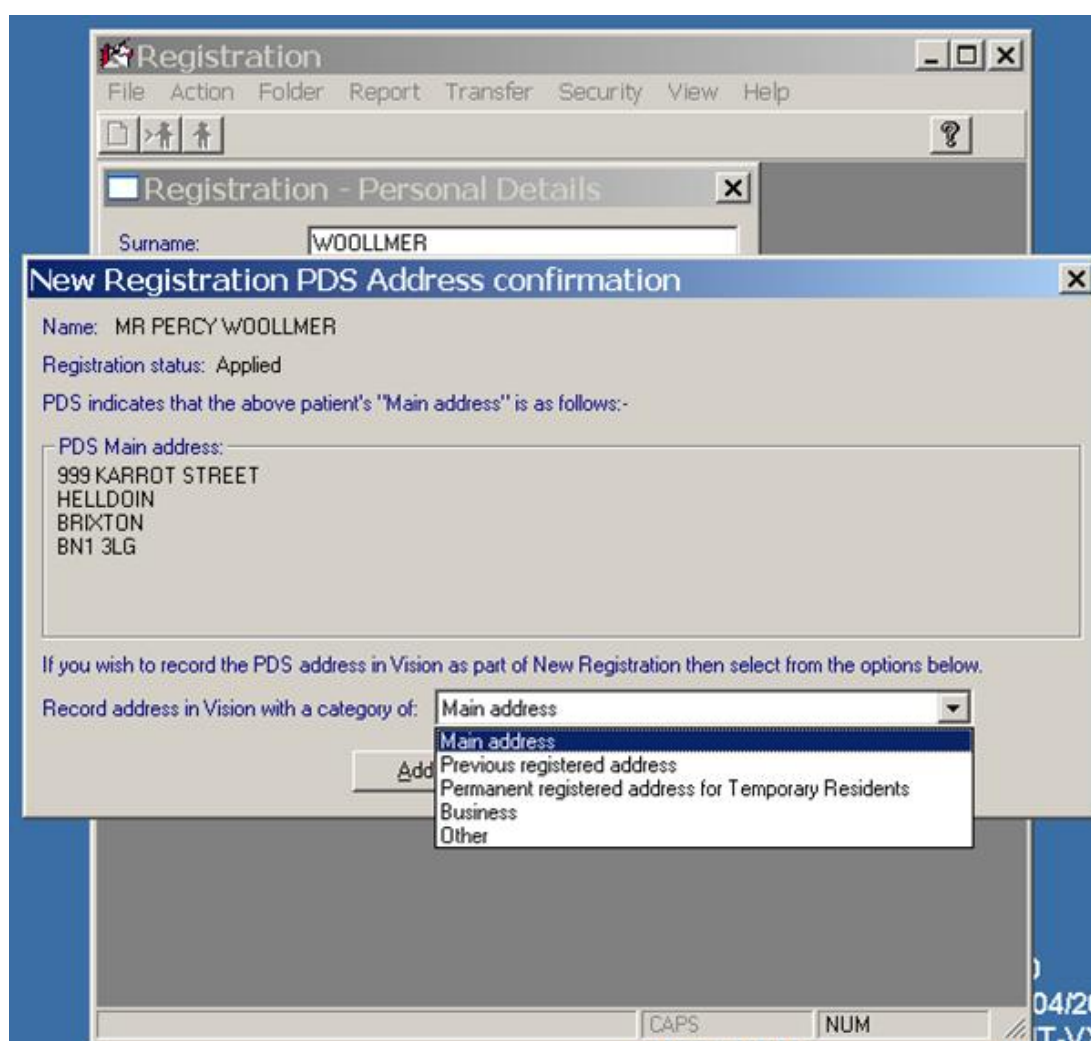 Registration
File Action Folder Report Transfer Security View Help
Registration - Personal Details
Surname: WOOLLMER
New Registration PDS Address confirmation
Name: MR PERCY WOOLLMER
Registration status: Applied
PDS indicates that the above patient's "Main address" is as follows:-
PDS Main address:
999 KARROT STREET
HELLDOIN
BRIXTON
BN1 3LG
If you wish to record the PDS address in Vision as part of New Registration then select from the options below.
Record address in Vision with a category of: Main address
Main address
Add Previous registered address
Permanent registered address for Temporary Residents
Business
Other
04/20
CAPS NUM